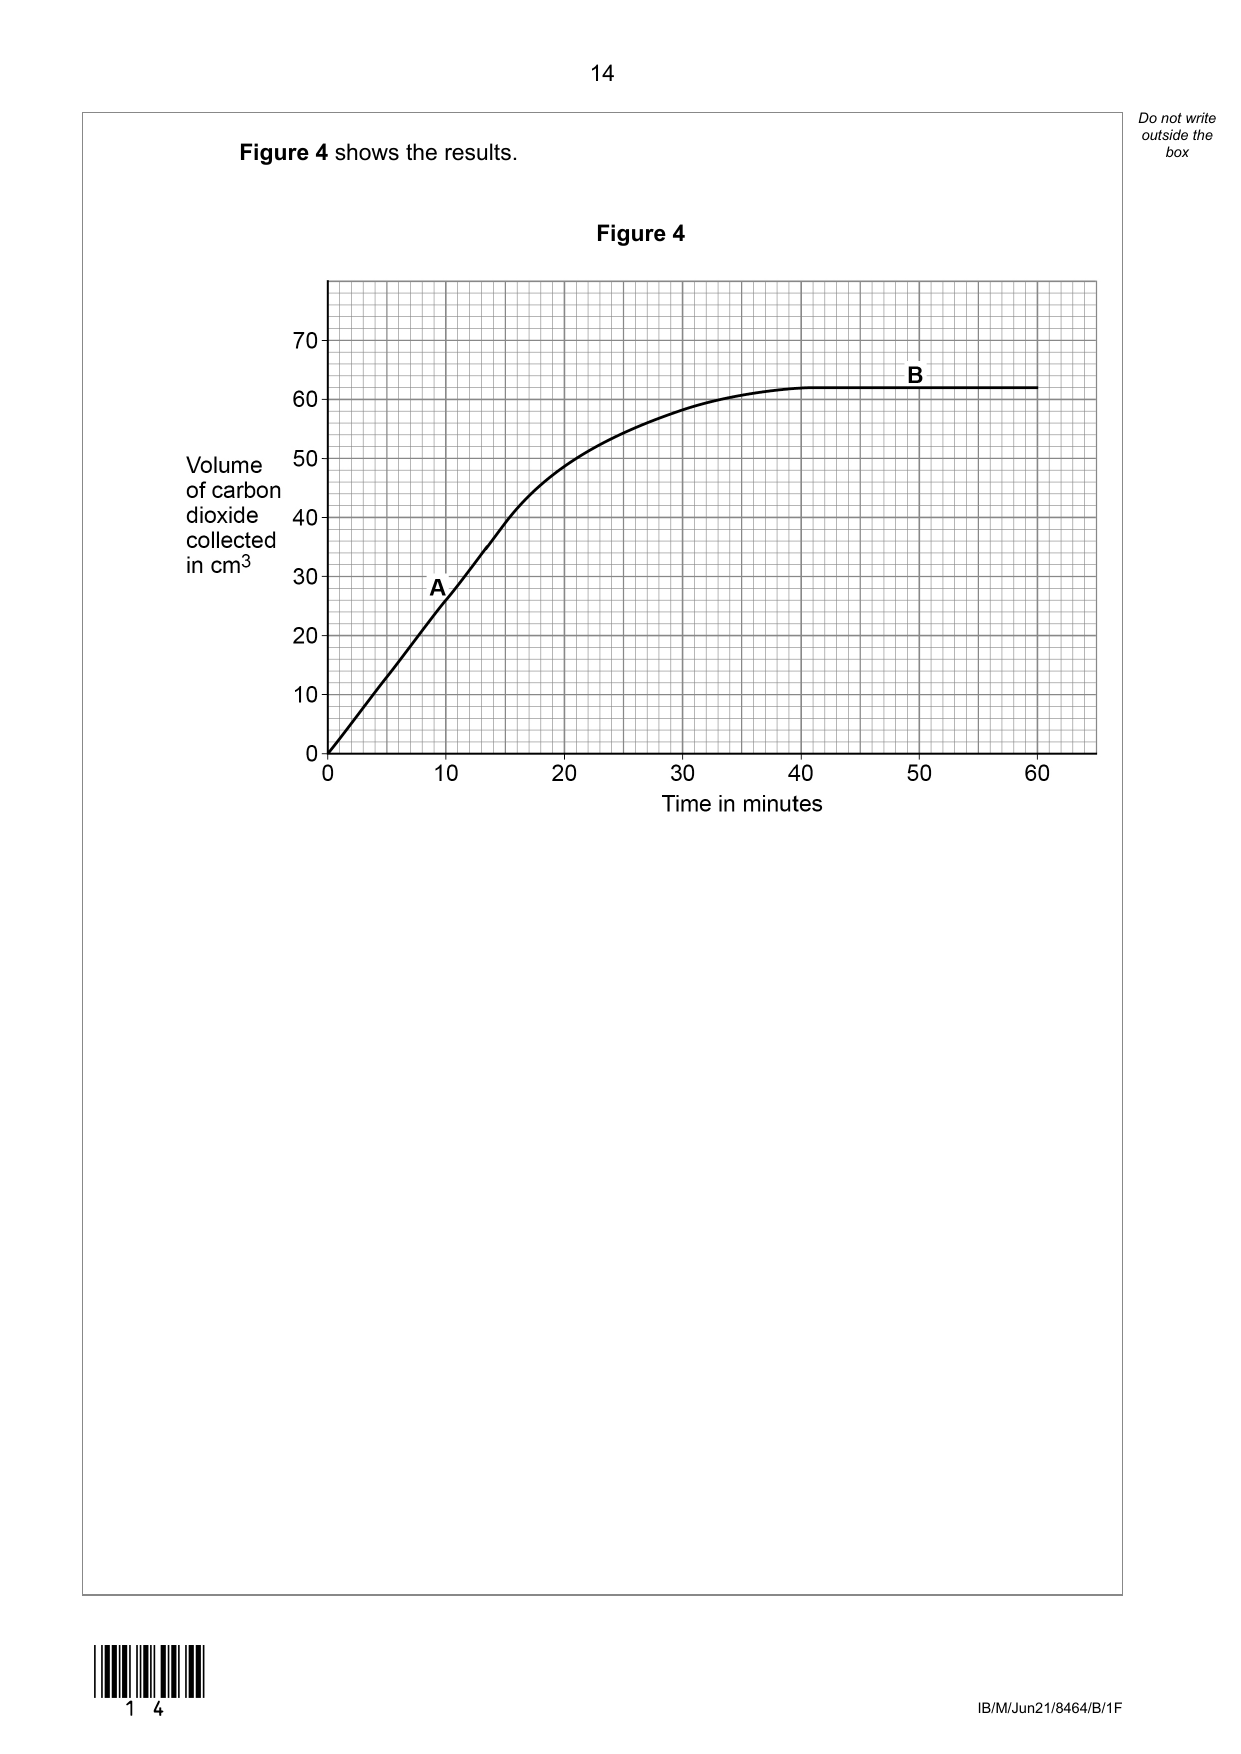 14
Do not write
outside the
box
Figure 4 shows the results.
Figure 4
70
60
50
40
30
20
10
0
Volume
of carbon
dioxide
collected
in cm3
A
B
0 10 20 30 40 50 60
Time in minutes
1 4
IB/M/Jun21/8464/B/1F